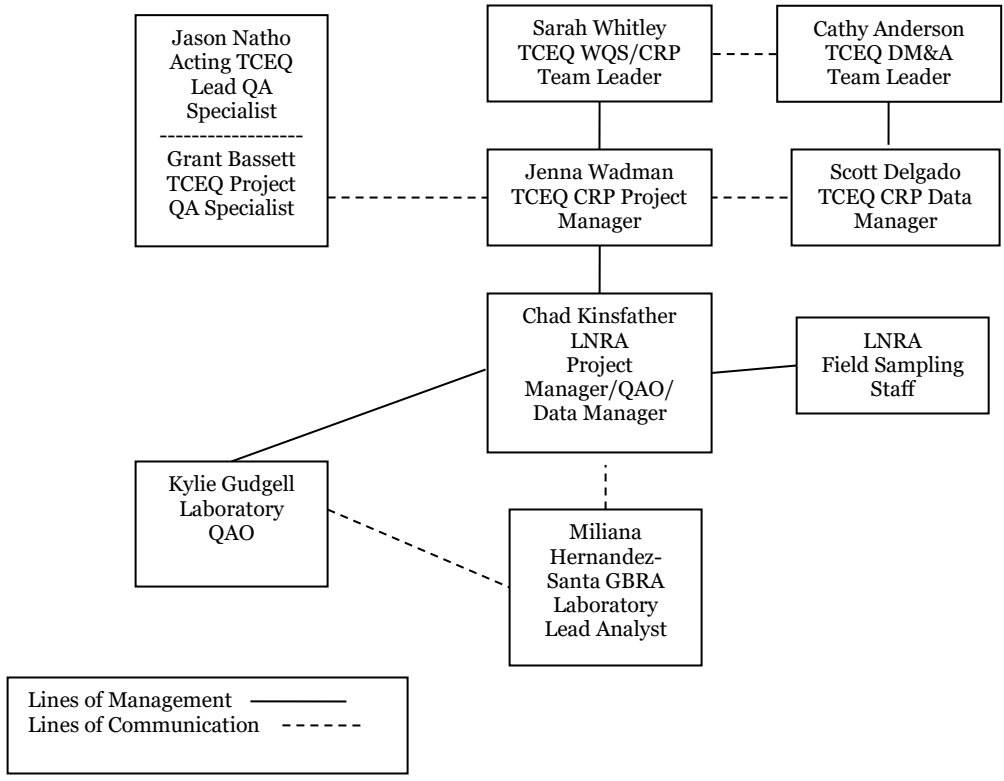 Jason Natho
Acting TCEQ
Lead QA
Specialist
--------------------
Grant Bassett
TCEQ Project
QA Specialist
Sarah Whitley
TCEQ WQS/CRP
Team Leader
Cathy Anderson
TCEQ DM&A
Team Leader
Jenna Wadman
TCEQ CRP Project
Manager
Scott Delgado
TCEQ CRP Data
Manager
Chad Kinsfather
LNRA
Project
Manager/QAO/
Data Manager
LNRA
Field Sampling
Staff
Kylie Gudgell
Laboratory
QAO
Miliana
Hernandez-
Santa GBRA
Laboratory
Lead Analyst
Lines of Management
Lines of Communication